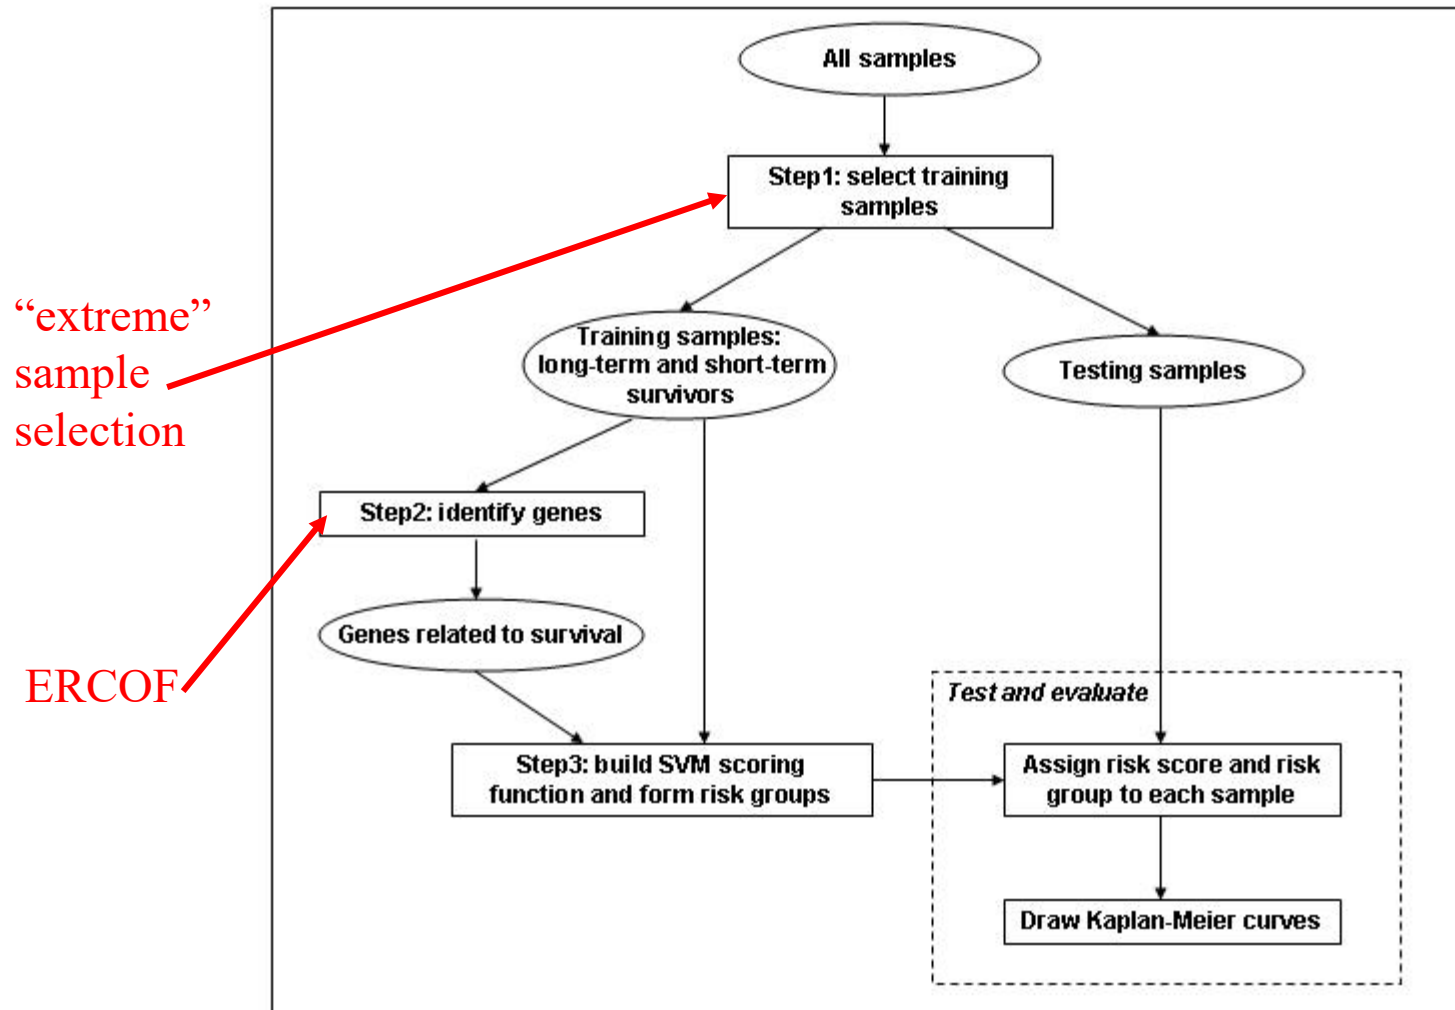 All samples
Step1: select training
samples
“extreme”
sample
selection
Training samples:
long-term and short-term
survivors
Testing samples
Step2: identify genes
Genes related to survival
ERCOF
Test and evaluate
Step3: build SVM scoring
function and form risk groups
Assign risk score and risk
group to each sample
Draw Kaplan-Meier curves